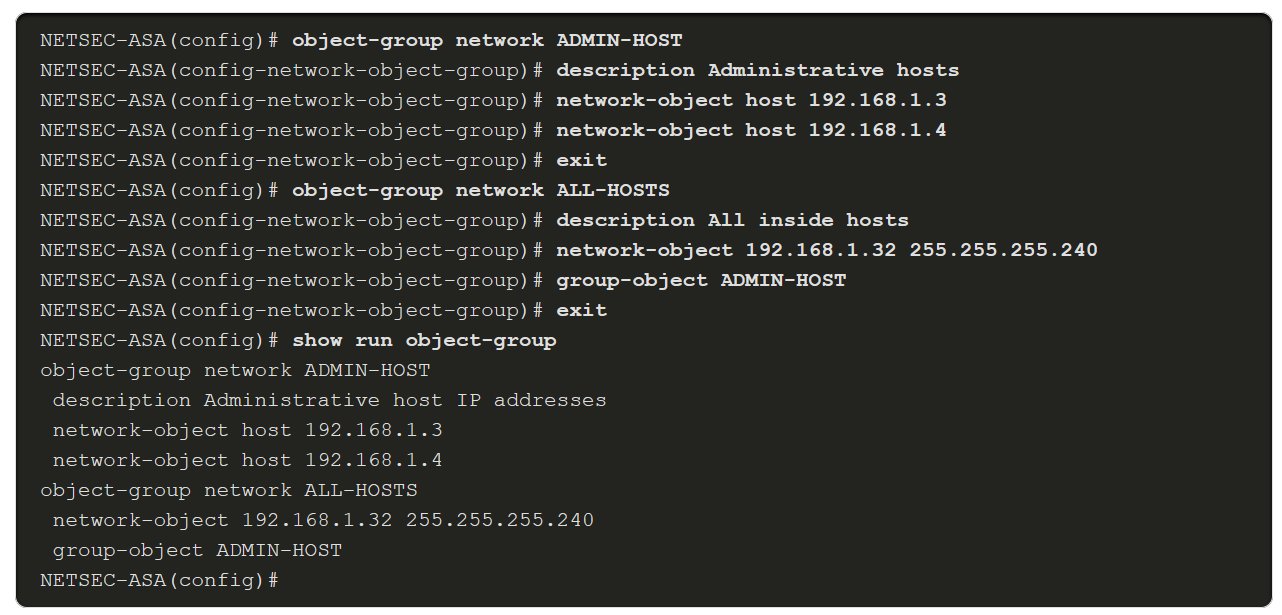 NETSEC-ASA(config)# object-group network ADMIN-HOST
NETSEC-ASA(config-network-object-group)# description Administrative hosts
NETSEC-ASA(config-network-object-group)# network-object host 192.168.1.3
NETSEC-ASA(config-network-object-group)# network-object host 192.168.1.4
NETSEC-ASA(config-network-object-group)# exit
NETSEC-ASA(config)# object-group network ALL-HOSTS
NETSEC-ASA(config-network-object-group)# description All inside hosts
NETSEC-ASA(config-network-object-group)# network-object 192.168.1.32 255.255.255.240
NETSEC-ASA(config-network-object-group)# group-object ADMIN-HOST
NETSEC-ASA(config-network-object-group)# exit
NETSEC-ASA(config)# show run object-group
object-group network ADMIN-HOST
 description Administrative host IP addresses
 network-object host 192.168.1.3
 network-object host 192.168.1.4
object-group network ALL-HOSTS
 network-object 192.168.1.32 255.255.255.240
 group-object ADMIN-HOST
NETSEC-ASA(config)#